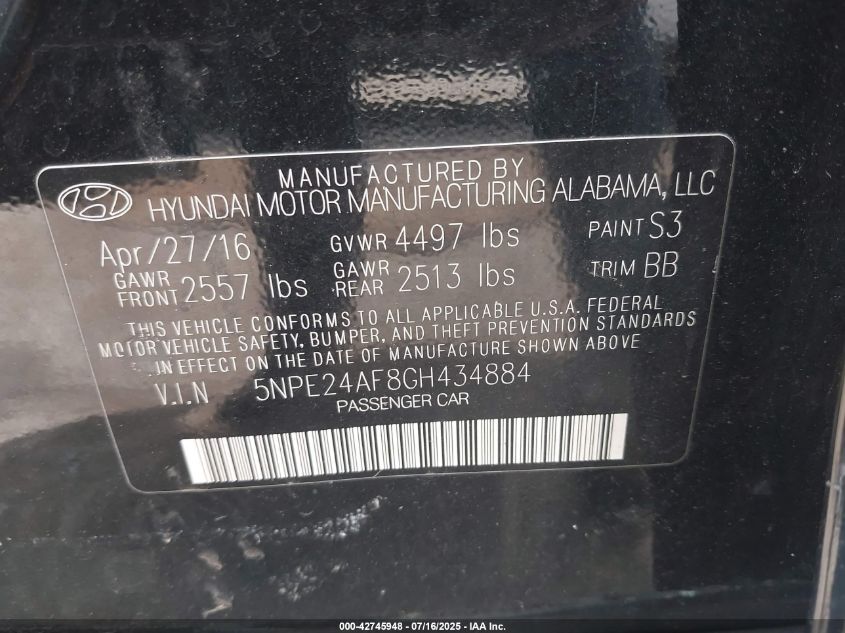 MANUFACTURED BY
HYUNDAI MOTOR MANUFACTURING ALABAMA, LLC
Apr/27/16 GVWR 4497 lbs PAINT S3
GAWR FRONT 2557 lbs GAWR REAR 2513 lbs TRIM BB
THIS VEHICLE CONFORMS TO ALL APPLICABLE U.S.A. FEDERAL
MOTOR VEHICLE SAFETY, BUMPER, AND THEFT PREVENTION STANDARDS
IN EFFECT ON THE DATE OF MANUFACTURE SHOWN ABOVE
V.I.N 5NPE24AF8GH434884
PASSENGER CAR
000-42745948 - 07/16/2025 - IAA Inc.